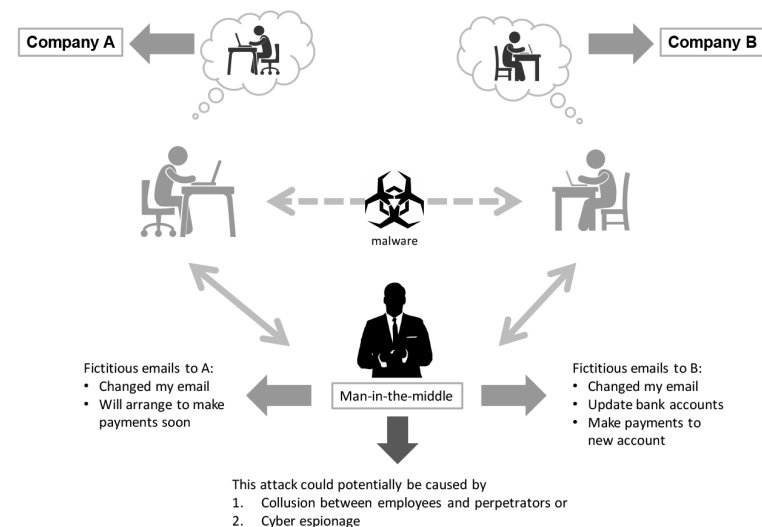 Company A
Company B
malware
Fictitious emails to A:
• Changed my email
• Will arrange to make
payments soon
Man-in-the-middle
Fictitious emails to B:
• Changed my email
• Update bank accounts
• Make payments to
new account
This attack could potentially be caused by
1. Collusion between employees and perpetrators or
2. Cyber espionage